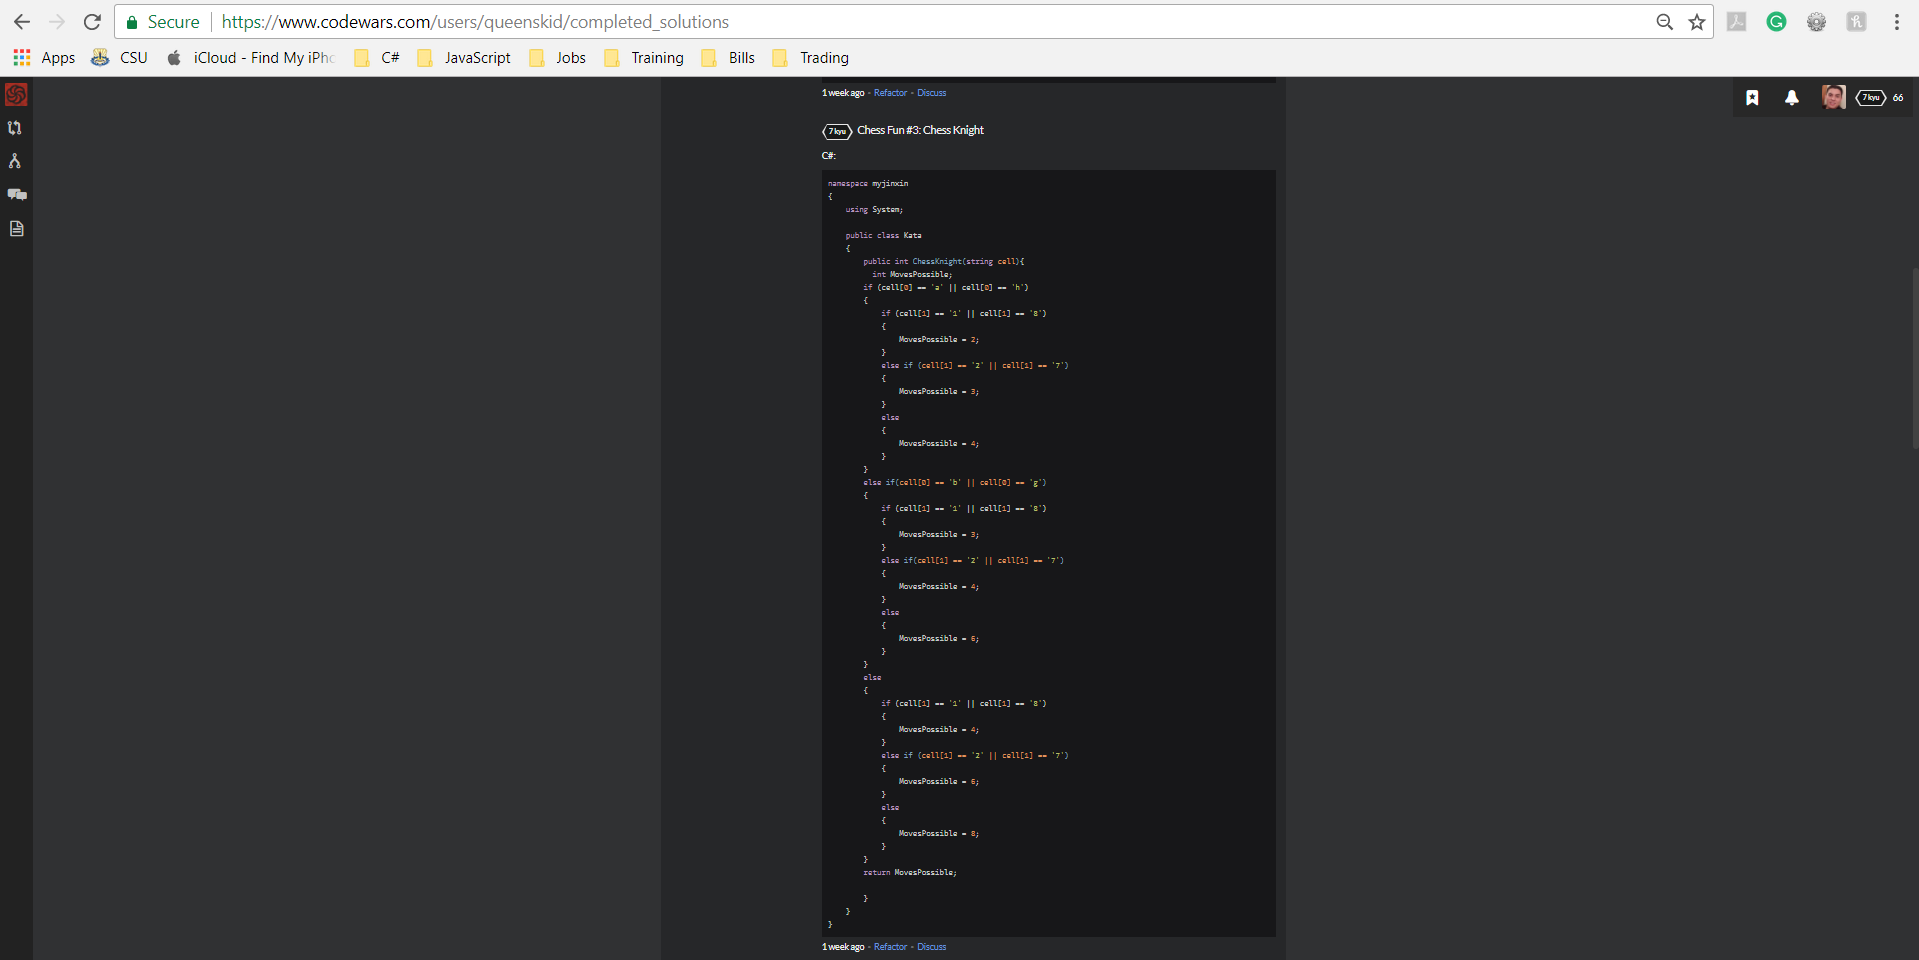 Secure https://www.codewars.com/users/queenskid/completed_solutions
Apps CSU iCloud - Find My iPho C# JavaScript Jobs Training Bills Trading
1 week ago - Refactor - Discuss
7 kyu 66
7 kyu Chess Fun #3: Chess Knight
C#:
namespace myjinxin
{
using System;
public class Kata
{
public int ChessKnight(string cell){
int MovesPossible;
if (cell[0] == 'a' || cell[0] == 'h')
{
if (cell[1] == '1' || cell[1] == '8')
{
MovesPossible = 2;
}
else if (cell[1] == '2' || cell[1] == '7')
{
MovesPossible = 3;
}
else
{
MovesPossible = 4;
}
}
else if(cell[0] == 'b' || cell[0] == 'g')
{
if (cell[1] == '1' || cell[1] == '8')
{
MovesPossible = 3;
}
else if(cell[1] == '2' || cell[1] == '7')
{
MovesPossible = 4;
}
else
{
MovesPossible = 6;
}
}
else
{
if (cell[1] == '1' || cell[1] == '8')
{
MovesPossible = 4;
}
else if (cell[1] == '2' || cell[1] == '7')
{
MovesPossible = 6;
}
else
{
MovesPossible = 8;
}
}
return MovesPossible;
}
}
}
1 week ago - Refactor - Discuss